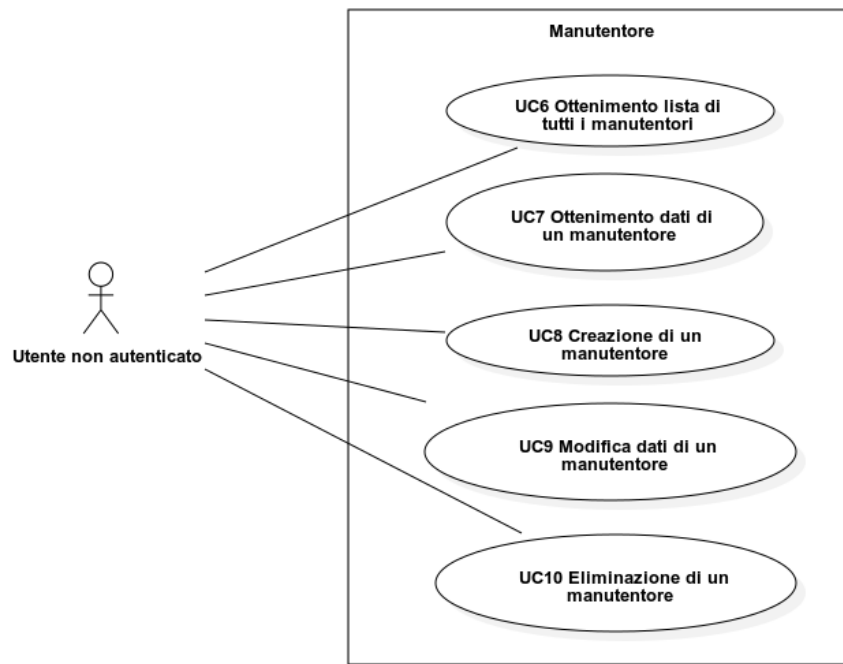 Manutentore
UC6 Ottenimento lista di
tutti i manutentori
UC7 Ottenimento dati di
un manutentore
UC8 Creazione di un
manutentore
Utente non autenticato
UC9 Modifica dati di un
manutentore
UC10 Eliminazione di un
manutentore